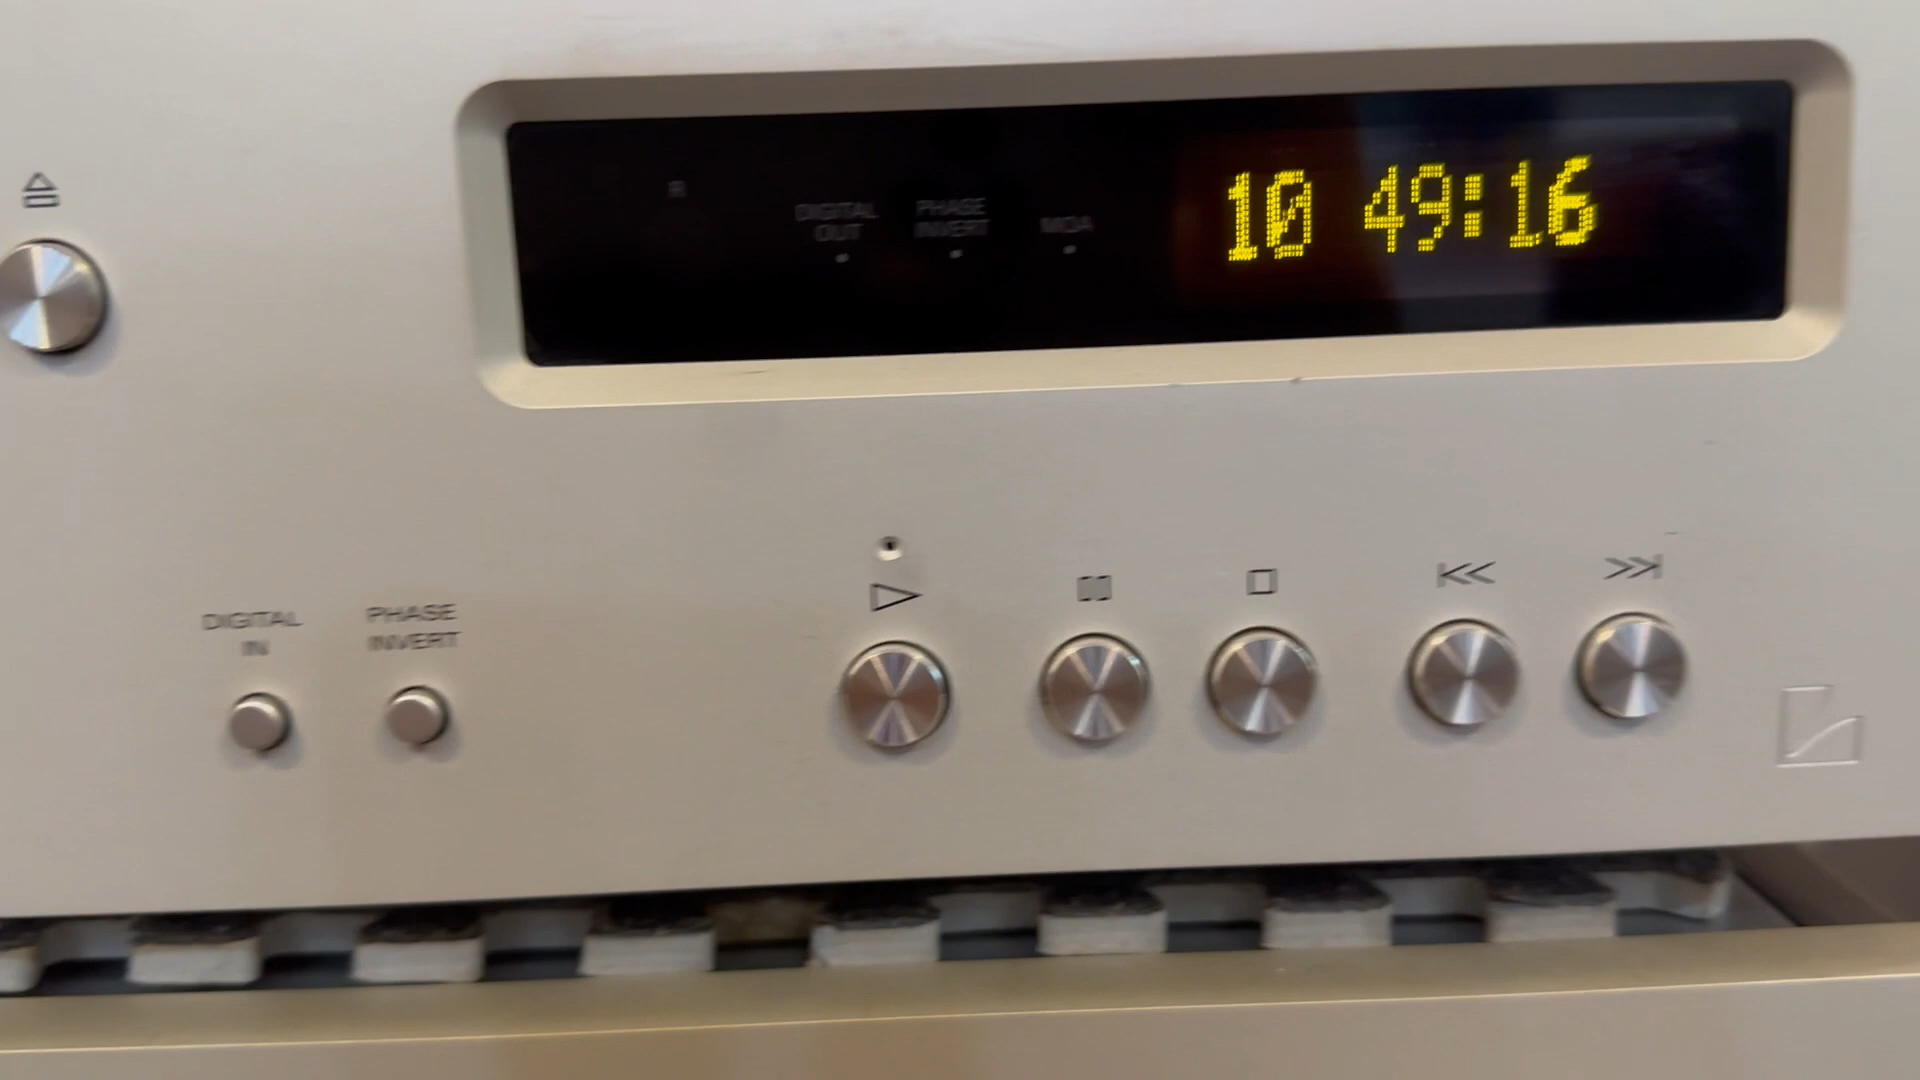 DIGITAL
OUT
PHASE
INVERT
MQA
10 49:16
DIGITAL
IN
PHASE
INVERT